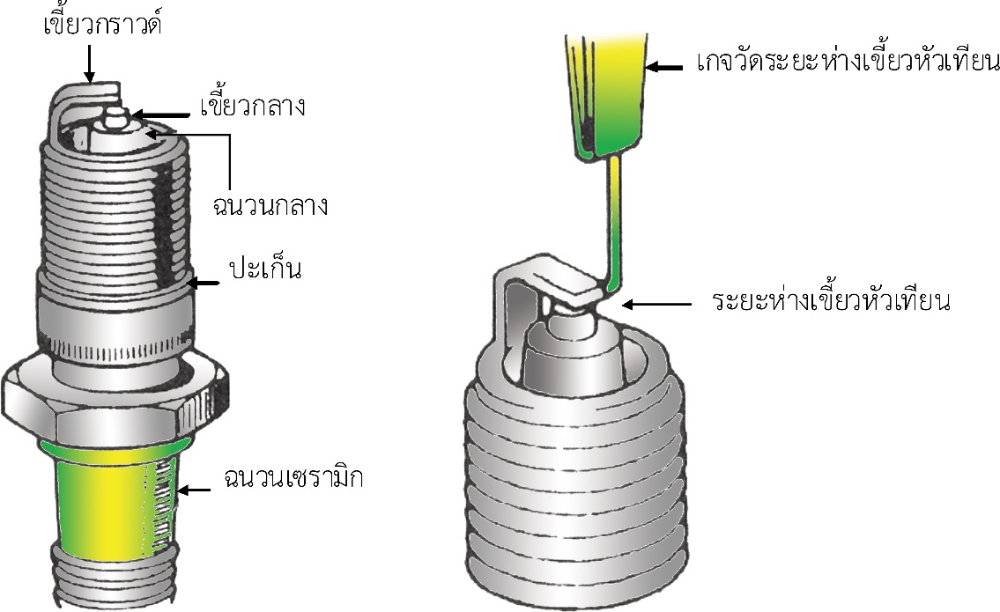 เขี้ยวกราวด์
เขี้ยวกลาง
ฉนวนกลาง
ปะเก็น
ฉนวนเซรามิก
เกจวัดระยะห่างเขี้ยวหัวเทียน
ระยะห่างเขี้ยวหัวเทียน